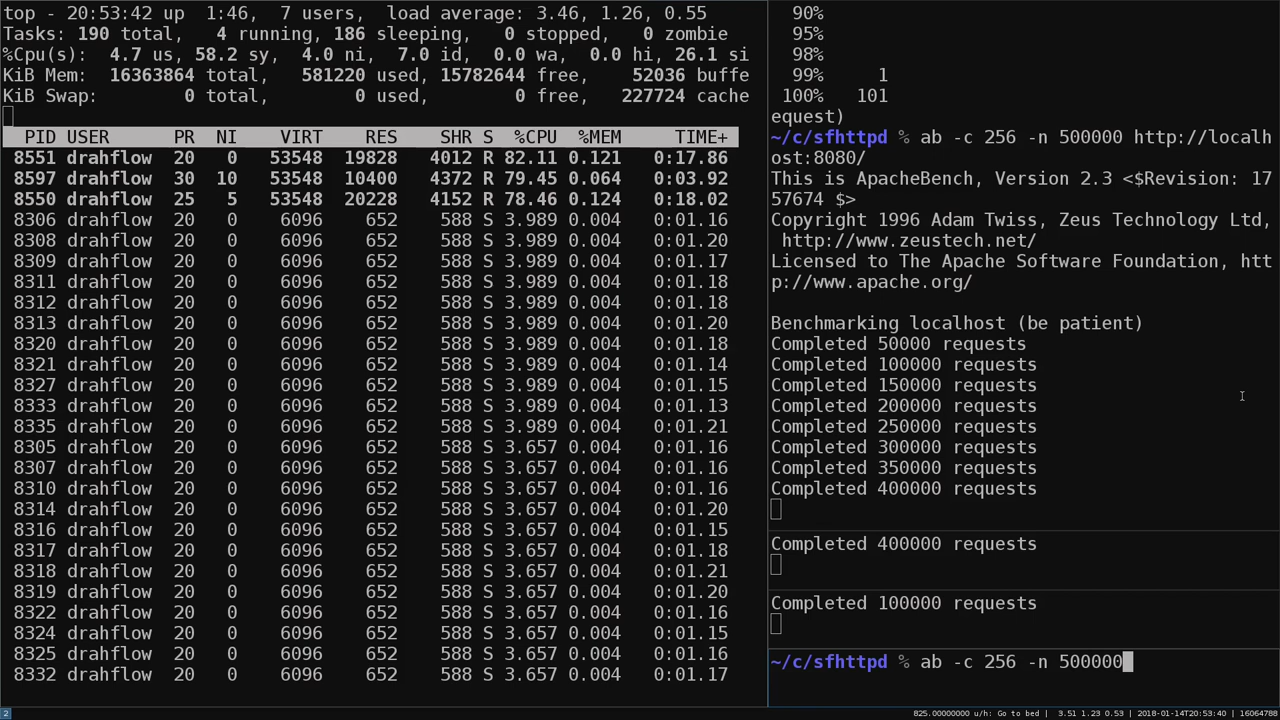 top - 20:53:42 up  1:46,  7 users,  load average: 3.46, 1.26, 0.55
Tasks: 190 total,   4 running, 186 sleeping,   0 stopped,   0 zombie
%Cpu(s):  4.7 us, 58.2 sy,  4.0 ni,  7.0 id,  0.0 wa,  0.0 hi, 26.1 si
KiB Mem:  16363864 total,   581220 used, 15782644 free,    52036 buffe
KiB Swap:        0 total,        0 used,        0 free,   227724 cache
PID USER      PR  NI    VIRT    RES    SHR S  %CPU  %MEM     TIME+
8551 drahflow  20   0   53548  19828   4012 R 82.11 0.121   0:17.86
8597 drahflow  30  10   53548  10400   4372 R 79.45 0.064   0:03.92
8550 drahflow  25   5   53548  20228   4152 R 78.46 0.124   0:18.02
8306 drahflow  20   0    6096    652    588 S 3.989 0.004   0:01.16
8308 drahflow  20   0    6096    652    588 S 3.989 0.004   0:01.20
8309 drahflow  20   0    6096    652    588 S 3.989 0.004   0:01.17
8311 drahflow  20   0    6096    652    588 S 3.989 0.004   0:01.18
8312 drahflow  20   0    6096    652    588 S 3.989 0.004   0:01.18
8313 drahflow  20   0    6096    652    588 S 3.989 0.004   0:01.20
8320 drahflow  20   0    6096    652    588 S 3.989 0.004   0:01.18
8321 drahflow  20   0    6096    652    588 S 3.989 0.004   0:01.14
8327 drahflow  20   0    6096    652    588 S 3.989 0.004   0:01.15
8333 drahflow  20   0    6096    652    588 S 3.989 0.004   0:01.13
8335 drahflow  20   0    6096    652    588 S 3.989 0.004   0:01.21
8305 drahflow  20   0    6096    652    588 S 3.657 0.004   0:01.16
8307 drahflow  20   0    6096    652    588 S 3.657 0.004   0:01.16
8310 drahflow  20   0    6096    652    588 S 3.657 0.004   0:01.16
8314 drahflow  20   0    6096    652    588 S 3.657 0.004   0:01.20
8316 drahflow  20   0    6096    652    588 S 3.657 0.004   0:01.15
8317 drahflow  20   0    6096    652    588 S 3.657 0.004   0:01.18
8318 drahflow  20   0    6096    652    588 S 3.657 0.004   0:01.21
8319 drahflow  20   0    6096    652    588 S 3.657 0.004   0:01.20
8322 drahflow  20   0    6096    652    588 S 3.657 0.004   0:01.16
8324 drahflow  20   0    6096    652    588 S 3.657 0.004   0:01.15
8325 drahflow  20   0    6096    652    588 S 3.657 0.004   0:01.16
8332 drahflow  20   0    6096    652    588 S 3.657 0.004   0:01.17
90%
95%
98%
99%     1
100%   101
equest)
~/c/sfhttpd % ab -c 256 -n 500000 http://localh
ost:8080/
This is ApacheBench, Version 2.3 <$Revision: 17
57674 $>
Copyright 1996 Adam Twiss, Zeus Technology Ltd,
http://www.zeustech.net/
Licensed to The Apache Software Foundation, htt
p://www.apache.org/
Benchmarking localhost (be patient)
Completed 50000 requests
Completed 100000 requests
Completed 150000 requests
Completed 200000 requests
Completed 250000 requests
Completed 300000 requests
Completed 350000 requests
Completed 400000 requests
Completed 400000 requests
Completed 100000 requests
~/c/sfhttpd % ab -c 256 -n 500000
2
825.00000000 u/h: Go to bed |  3.51 1.23 0.53 | 2018-01-14T20:53:40 | 16064788